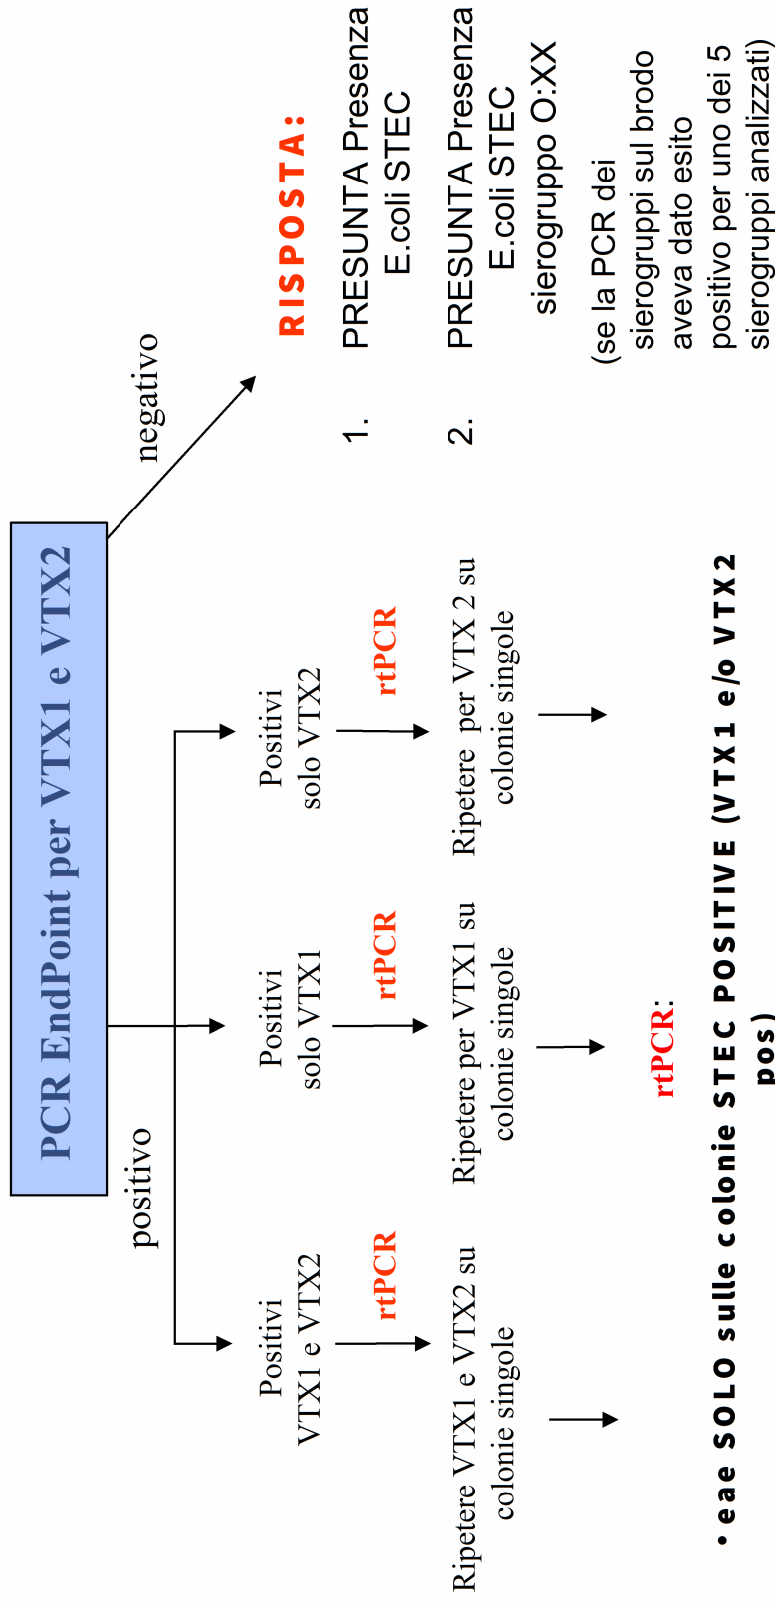 PCR EndPoint per VTX1 e VTX2
positivo
negativo
Positivi
VTX1 e VTX2
Positivi
solo VTX1
Positivi
solo VTX2
rtPCR
rtPCR
rtPCR
Ripetere VTX1 e VTX2 su
colonie singole
Ripetere per VTX1 su
colonie singole
Ripetere per VTX 2 su
colonie singole
RISPOSTA:
1. PRESUNTA Presenza
E.coli STEC
2. PRESUNTA Presenza
E.coli STEC
sierogruppo O:XX
(se la PCR dei
sierogruppi sul brodo
aveva dato esito
positivo per uno dei 5
sierogruppi analizzati)
rtPCR:
• eae SOLO sulle colonie STEC POSITIVE (VTX1 e/o VTX2
pos)